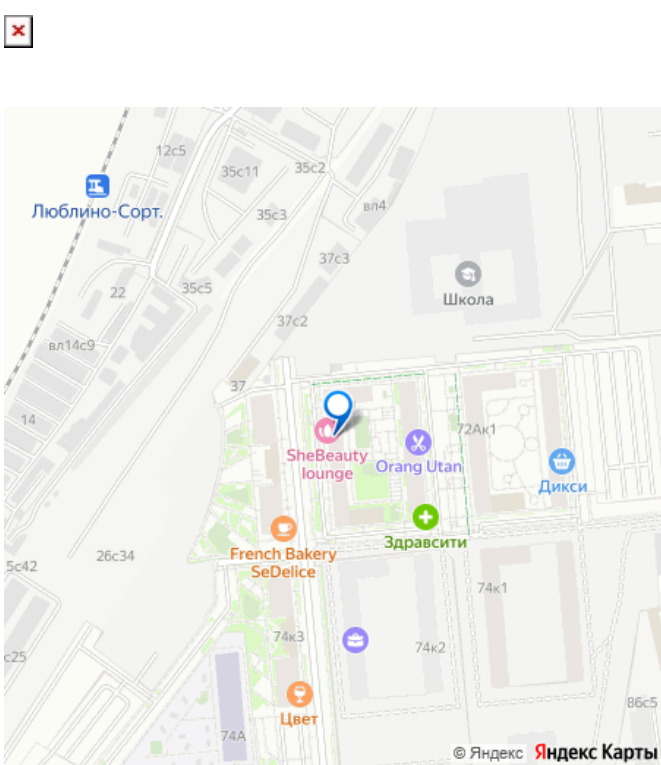 12с5
35с11
35с2
Люблино-Сорт.
35с3
вл4
37с3
Школа
22
35с5
37с2
вл14с9
37
14
72Ак1
SheBeauty
lounge
Orang Utan
Дикси
Здравсити
French Bakery
SeDelice
26с34
5с42
74к1
74к3
74к2
с25
86с5
Цвет
74А
© Яндекс Яндекс Карты